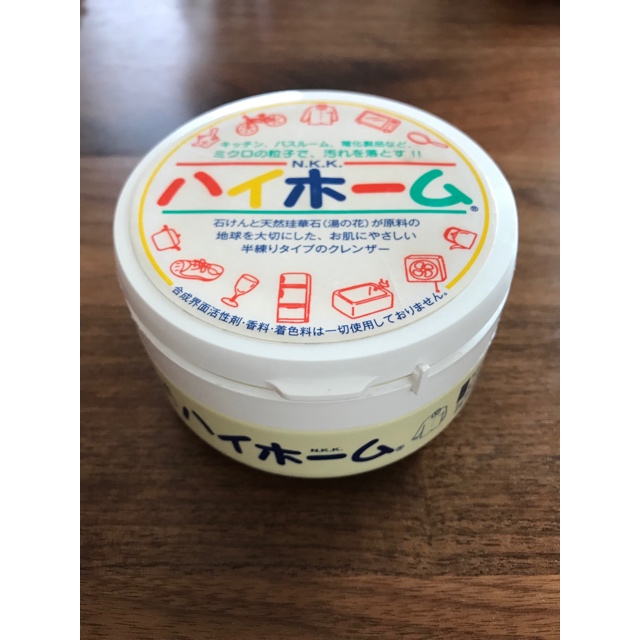 キッチン、バスルーム、電化製品など、
ミクロの粒子で、汚れを落とす!!
N.K.K.
ハイホーム®
石けんと天然珪華石(湯の花)が原料の
地球を大切にした、お肌にやさしい
半練りタイプのクレンザー
合成界面活性剤・香料・着色料は一切使用しておりません。
ハイホーム®
N.K.K.